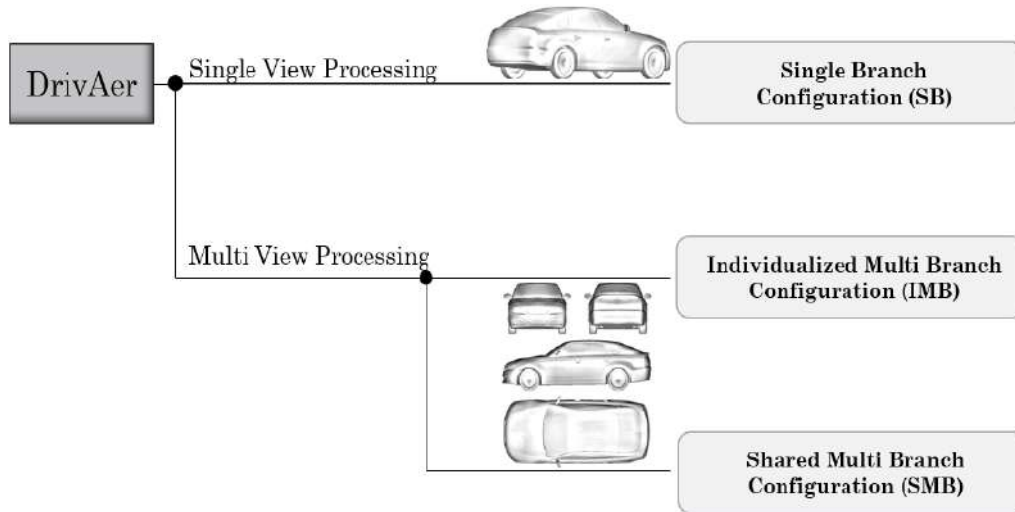 DrivAer
Single View Processing
Single Branch
Configuration (SB)
Multi View Processing
Individualized Multi Branch
Configuration (IMB)
Shared Multi Branch
Configuration (SMB)